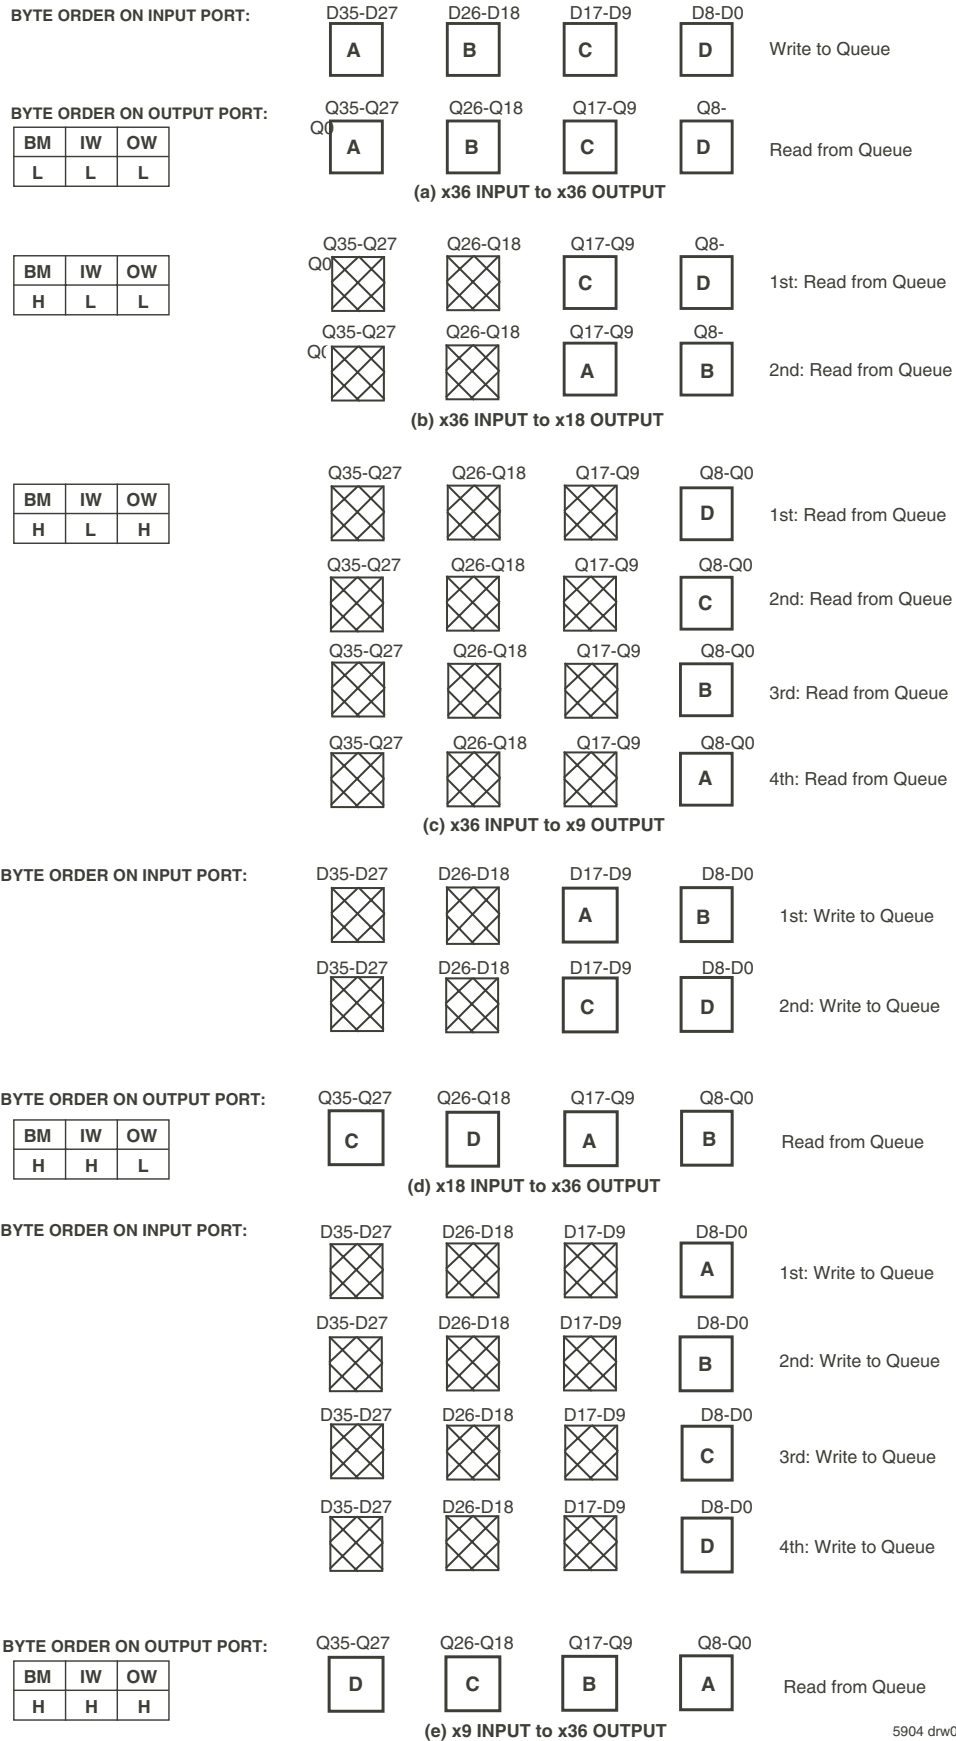 BYTE ORDER ON INPUT PORT: D35-D27 D26-D18 D17-D9 D8-D0
A B C D Write to Queue
BYTE ORDER ON OUTPUT PORT: Q35-Q27 Q26-Q18 Q17-Q9 Q8-
Q0
BM IW OW
L L L
A B C D Read from Queue
(a) x36 INPUT to x36 OUTPUT
Q35-Q27 Q26-Q18 Q17-Q9 Q8-
Q0
BM IW OW
H L L
C D 1st: Read from Queue
Q35-Q27 Q26-Q18 Q17-Q9 Q8-
A B 2nd: Read from Queue
(b) x36 INPUT to x18 OUTPUT
Q35-Q27 Q26-Q18 Q17-Q9 Q8-Q0
BM IW OW
H L H
D 1st: Read from Queue
Q35-Q27 Q26-Q18 Q17-Q9 Q8-Q0
C 2nd: Read from Queue
Q35-Q27 Q26-Q18 Q17-Q9 Q8-Q0
B 3rd: Read from Queue
Q35-Q27 Q26-Q18 Q17-Q9 Q8-Q0
A 4th: Read from Queue
(c) x36 INPUT to x9 OUTPUT
BYTE ORDER ON INPUT PORT: D35-D27 D26-D18 D17-D9 D8-D0
A B 1st: Write to Queue
D35-D27 D26-D18 D17-D9 D8-D0
C D 2nd: Write to Queue
BYTE ORDER ON OUTPUT PORT: Q35-Q27 Q26-Q18 Q17-Q9 Q8-Q0
BM IW OW
H H L
C D A B Read from Queue
(d) x18 INPUT to x36 OUTPUT
BYTE ORDER ON INPUT PORT: D35-D27 D26-D18 D17-D9 D8-D0
A 1st: Write to Queue
D35-D27 D26-D18 D17-D9 D8-D0
B 2nd: Write to Queue
D35-D27 D26-D18 D17-D9 D8-D0
C 3rd: Write to Queue
D35-D27 D26-D18 D17-D9 D8-D0
D 4th: Write to Queue
BYTE ORDER ON OUTPUT PORT: Q35-Q27 Q26-Q18 Q17-Q9 Q8-Q0
BM IW OW
H H H
D C B A Read from Queue
(e) x9 INPUT to x36 OUTPUT
5904